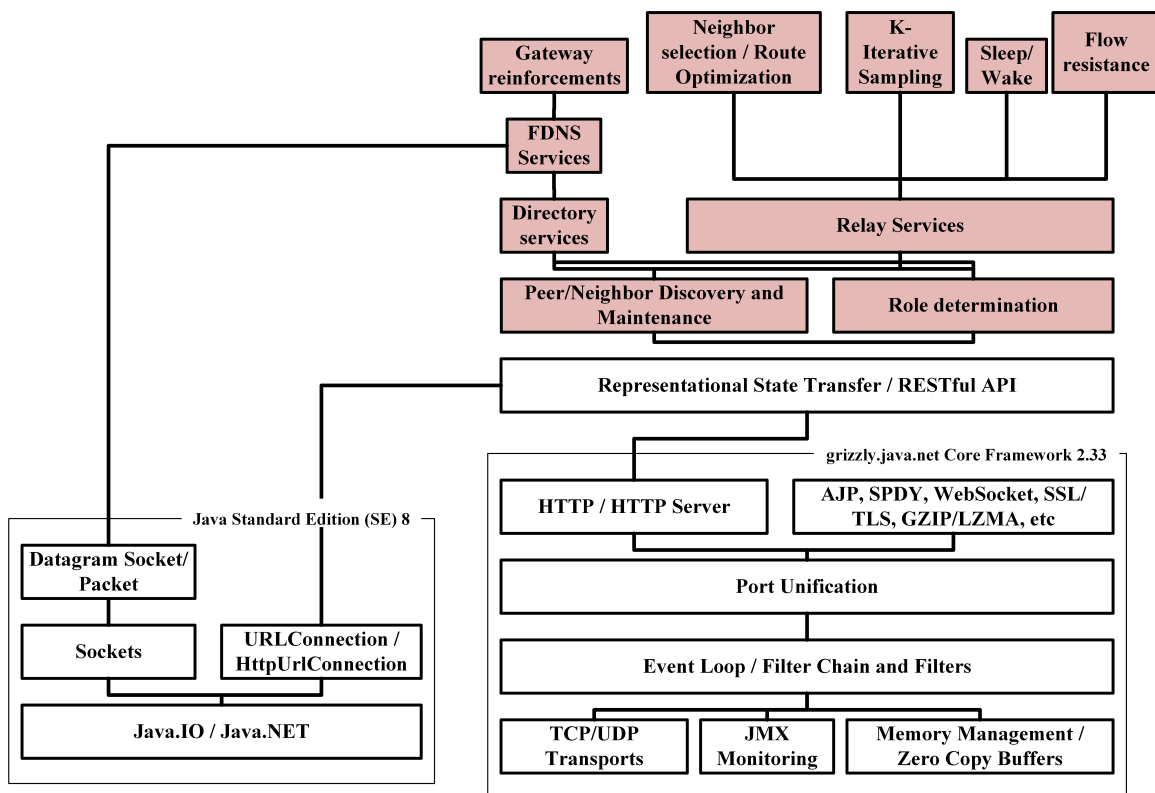 Gateway
reinforcements
Neighbor
selection / Route
Optimization
K-
Iterative
Sampling
Sleep/
Wake
Flow
resistance
FDNS
Services
Directory
services
Relay Services
Peer/Neighbor Discovery and
Maintenance
Role determination
Representational State Transfer / RESTful API
grizzly.java.net Core Framework 2.33
HTTP / HTTP Server
AJP, SPDY, WebSocket, SSL/
TLS, GZIP/LZMA, etc
Java Standard Edition (SE) 8
Datagram Socket/
Packet
Port Unification
Sockets
URLConnection /
HttpUrlConnection
Event Loop / Filter Chain and Filters
Java.IO / Java.NET
TCP/UDP
Transports
JMX
Monitoring
Memory Management /
Zero Copy Buffers